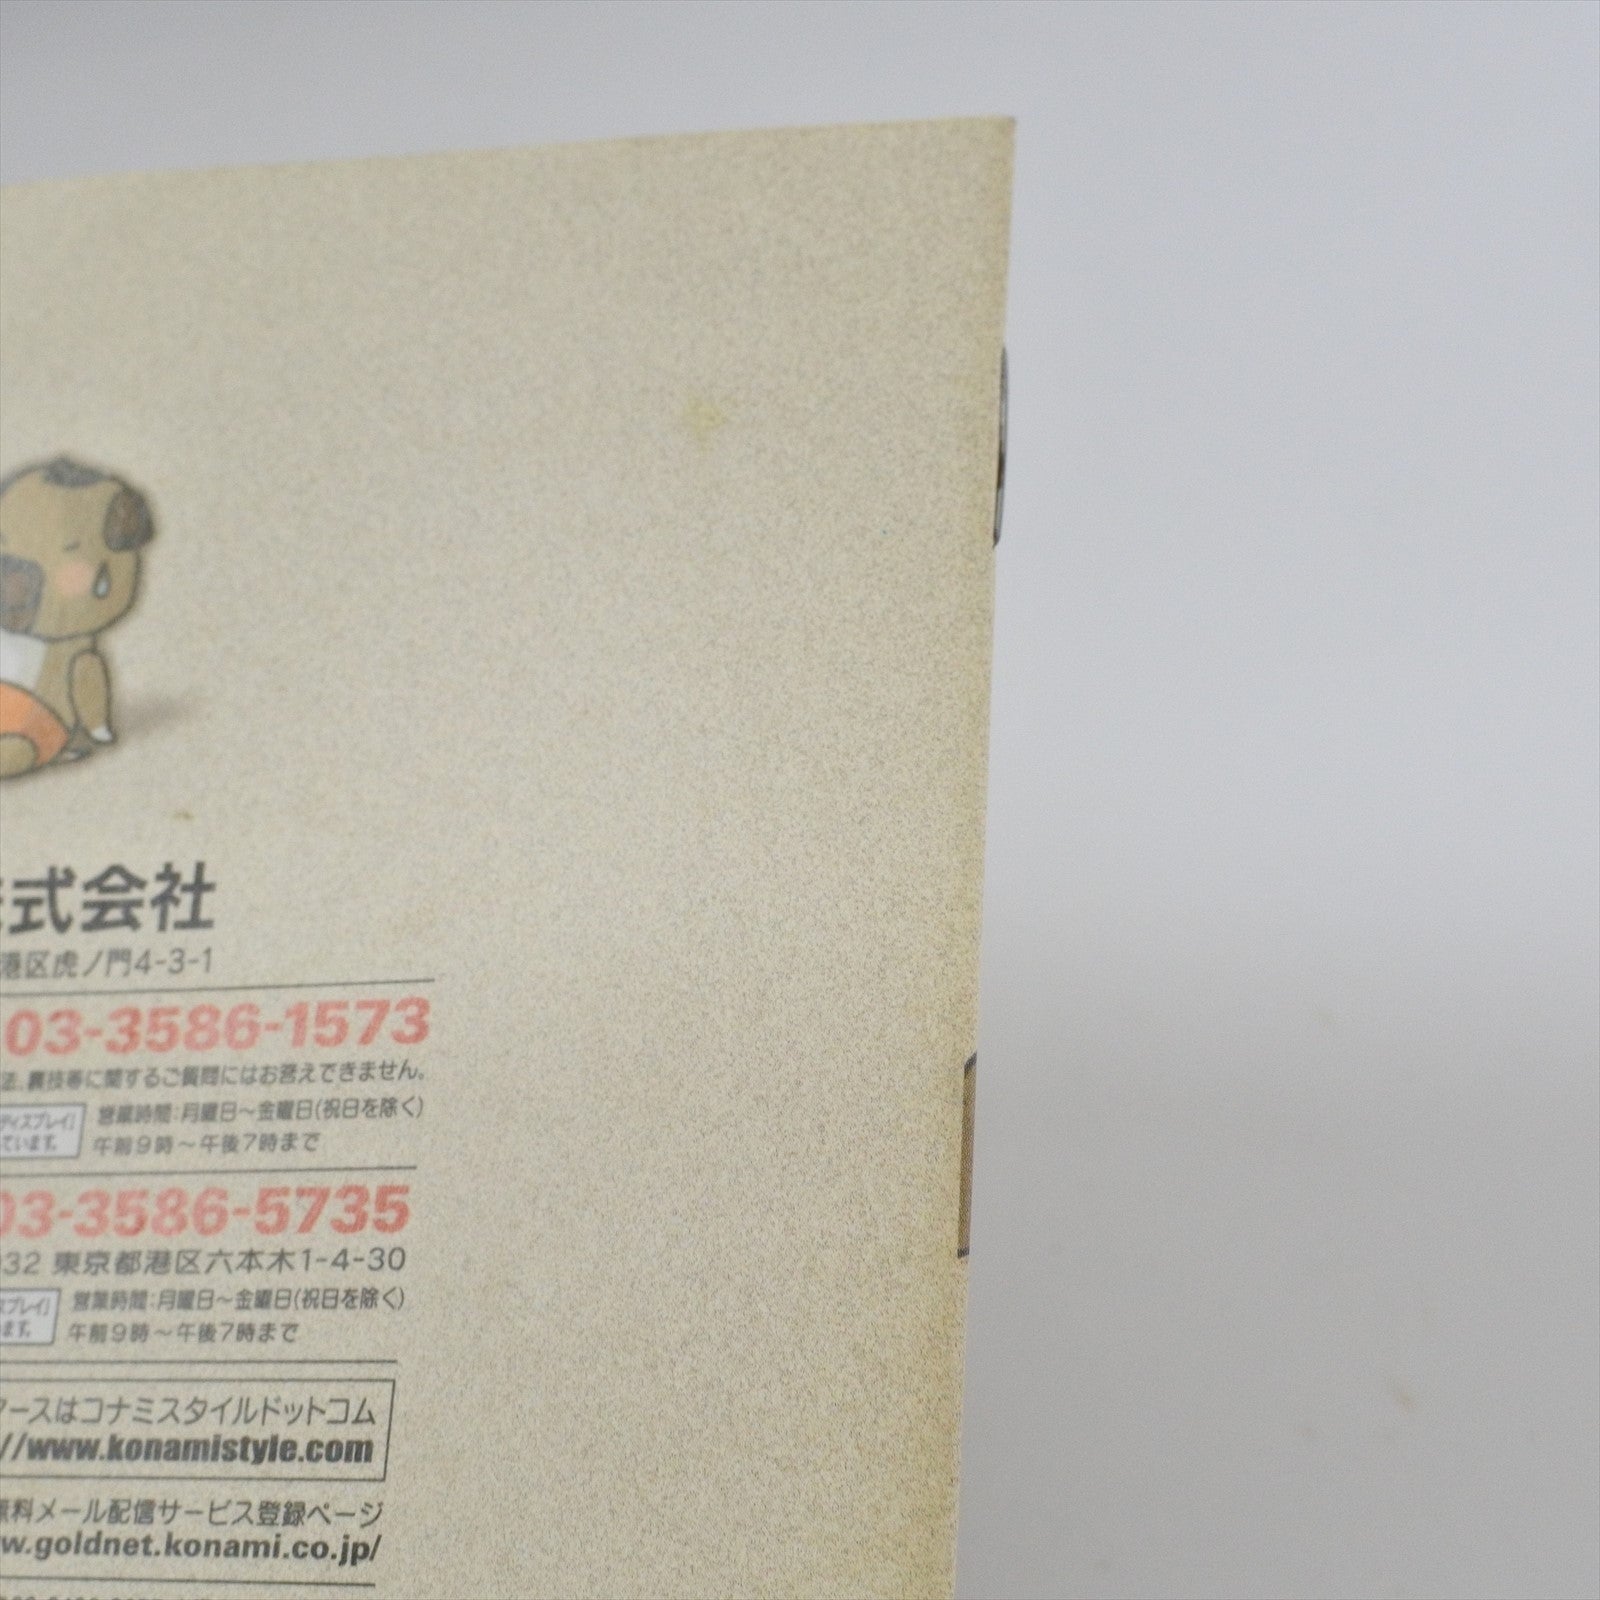 式会社
港区虎ノ門4-3-1
03-3586-1573
法、裏技等に関するご質問にはお答えできません。
ディスプレイ」
ています。
営業時間:月曜日〜金曜日(祝日を除く)
午前9時〜午後7時まで
03-3586-5735
032 東京都港区六本木1-4-30
スプレイ」
ます。
営業時間:月曜日〜金曜日(祝日を除く)
午前9時〜午後7時まで
アースはコナミスタイルドットコム
//www.konamistyle.com
無料メール配信サービス登録ページ
w.goldnet.konami.co.jp/